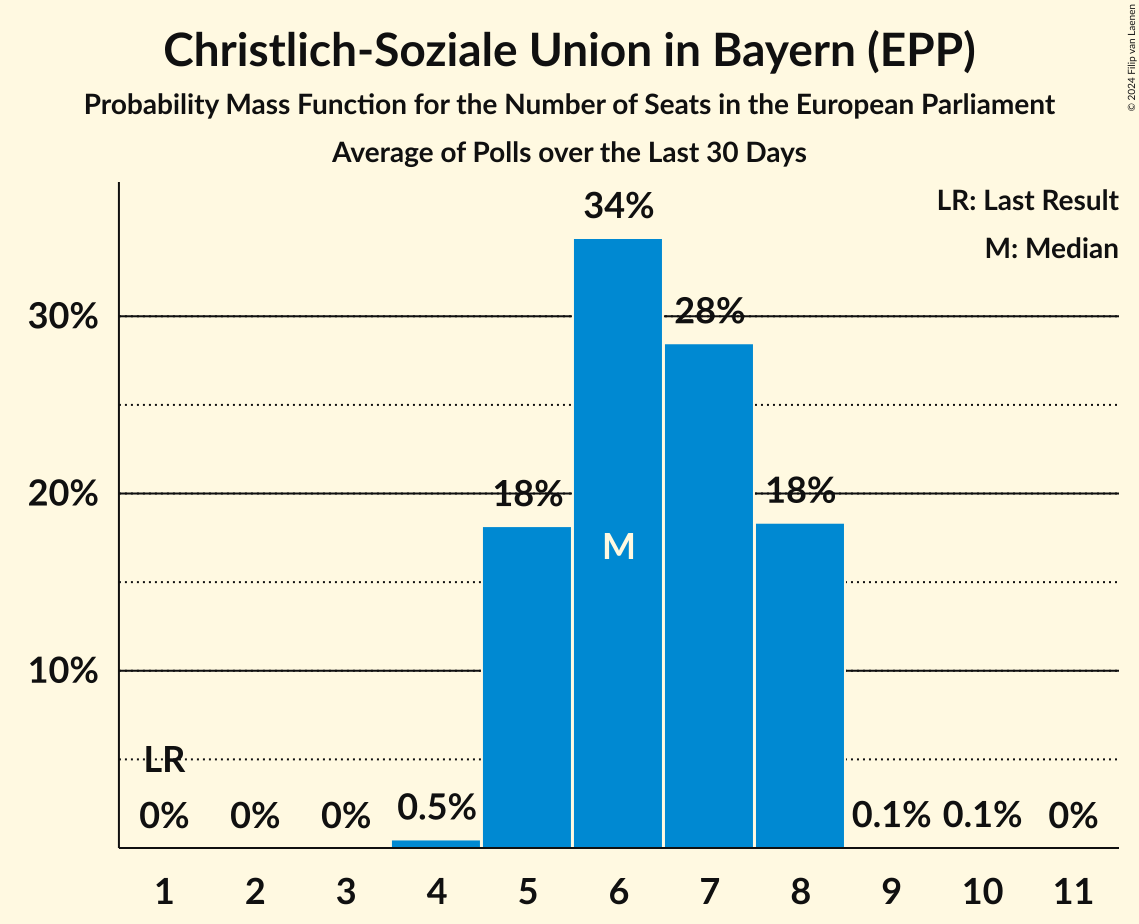 Christlich-Soziale Union in Bayern (EPP)
Probability Mass Function for the Number of Seats in the European Parliament
Average of Polls over the Last 30 Days
© 2024 Filip van Laenen
LR: Last Result
M: Median
34%
30%
28%
20%
18%
18%
M
10%
LR
0%
0%
0%
0.5%
0.1%
0.1%
0%
1 2 3 4 5 6 7 8 9 10 11